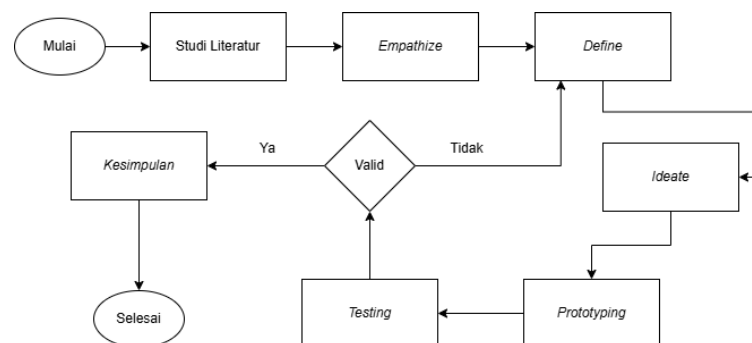 Mulai
Studi Literatur
Empathize
Define
Kesimpulan
Ya
Valid
Tidak
Ideate
Selesai
Testing
Prototyping